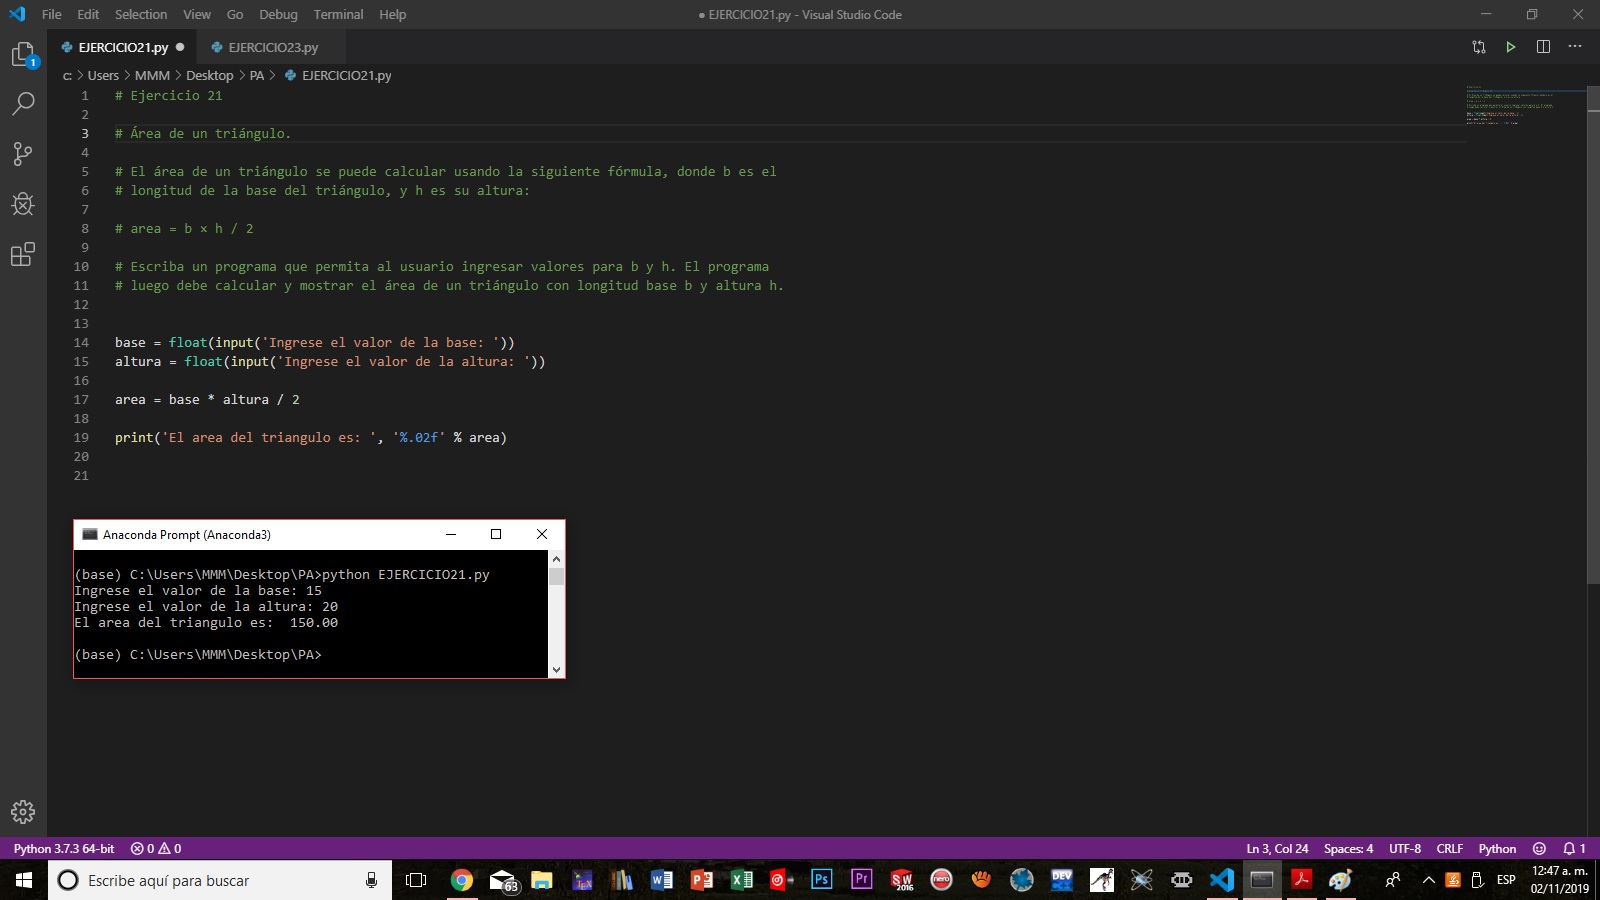 File Edit Selection View Go Debug Terminal Help
● EJERCICIO21.py - Visual Studio Code
EJERCICIO21.py ●
EJERCICIO23.py
c: > Users > MMM > Desktop > PA > EJERCICIO21.py
1
1 # Ejercicio 21
2
3 # Área de un triángulo.
4
5 # El área de un triángulo se puede calcular usando la siguiente fórmula, donde b es el
6 # longitud de la base del triángulo, y h es su altura:
7
8 # area = b × h / 2
9
10 # Escriba un programa que permita al usuario ingresar valores para b y h. El programa
11 # luego debe calcular y mostrar el área de un triángulo con longitud base b y altura h.
12
13
14 base = float(input('Ingrese el valor de la base: '))
15 altura = float(input('Ingrese el valor de la altura: '))
16
17 area = base * altura / 2
18
19 print('El area del triangulo es: ', '%.02f' % area)
20
21
Anaconda Prompt (Anaconda3)
(base) C:\Users\MMM\Desktop\PA>python EJERCICIO21.py
Ingrese el valor de la base: 15
Ingrese el valor de la altura: 20
El area del triangulo es:  150.00
(base) C:\Users\MMM\Desktop\PA>
Python 3.7.3 64-bit 0 0
Ln 3, Col 24 Spaces: 4 UTF-8 CRLF Python 1
Escribe aquí para buscar
63
Ps
Pr
SW
2016
nero
DEV
ESP
12:47 a. m.
02/11/2019